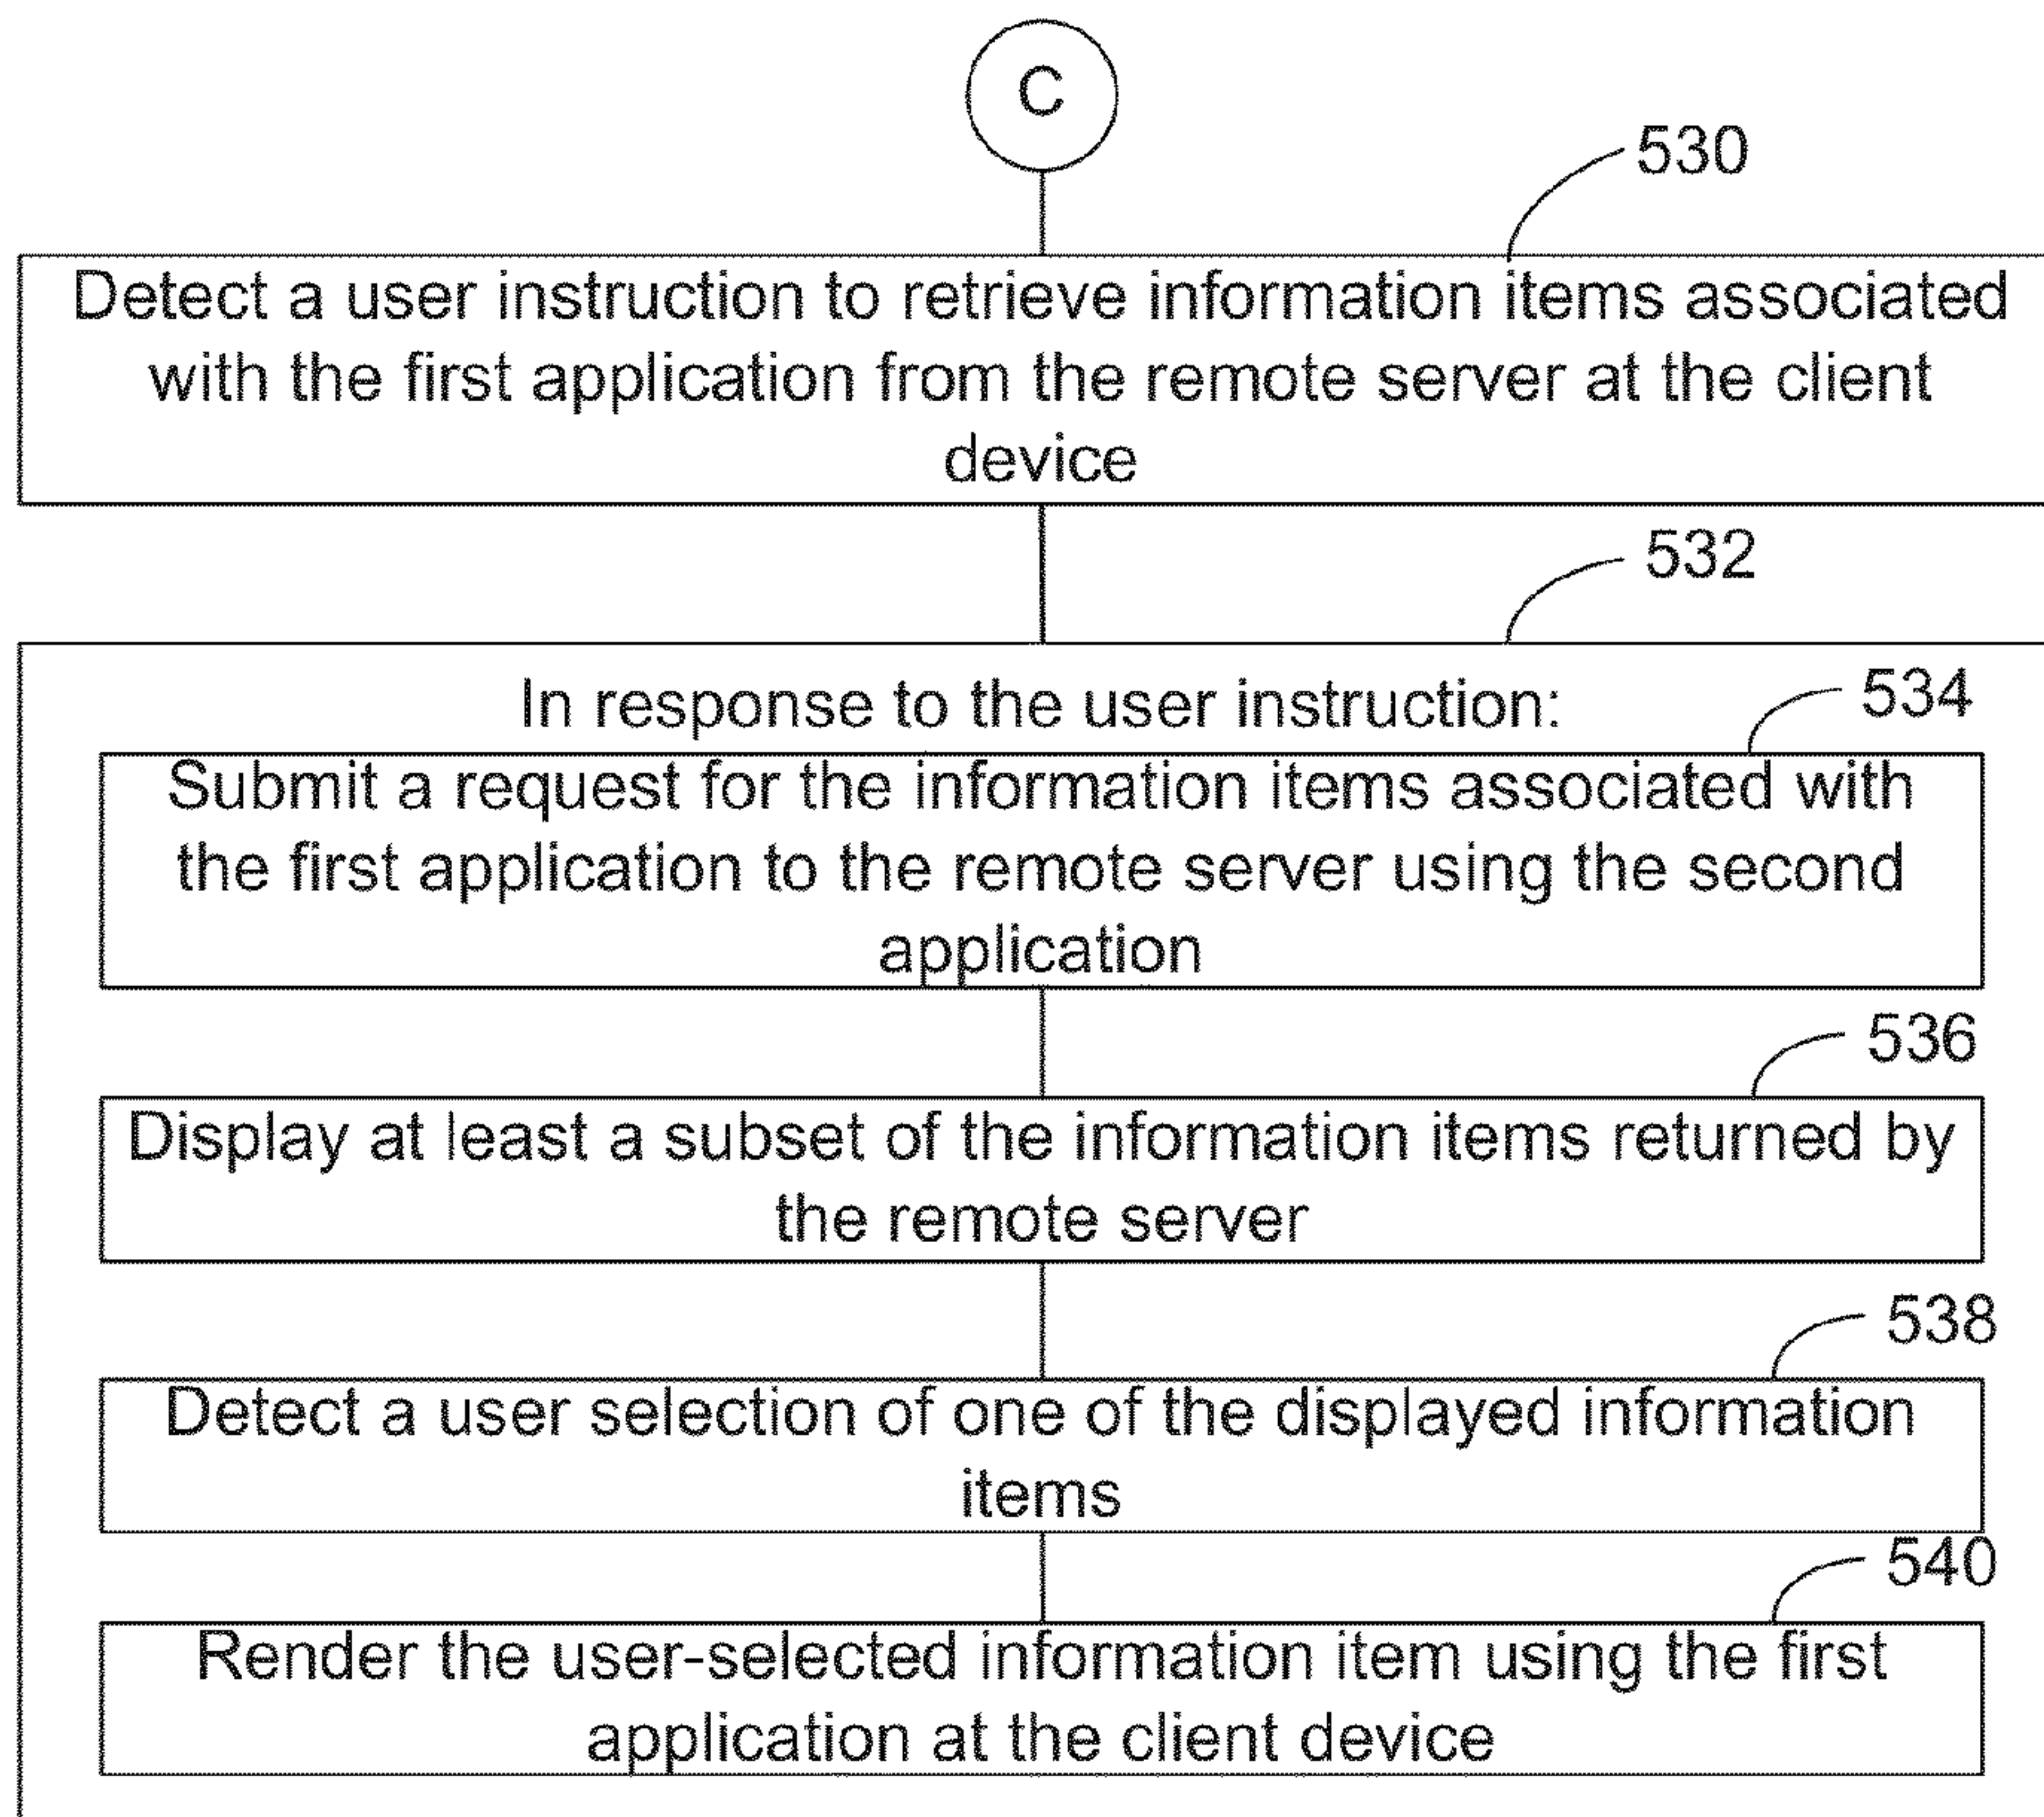 C
530
Detect a user instruction to retrieve information items associated
with the first application from the remote server at the client
device
532
In response to the user instruction:
534
Submit a request for the information items associated with
the first application to the remote server using the second
application
536
Display at least a subset of the information items returned by
the remote server
538
Detect a user selection of one of the displayed information
items
540
Render the user-selected information item using the first
application at the client device